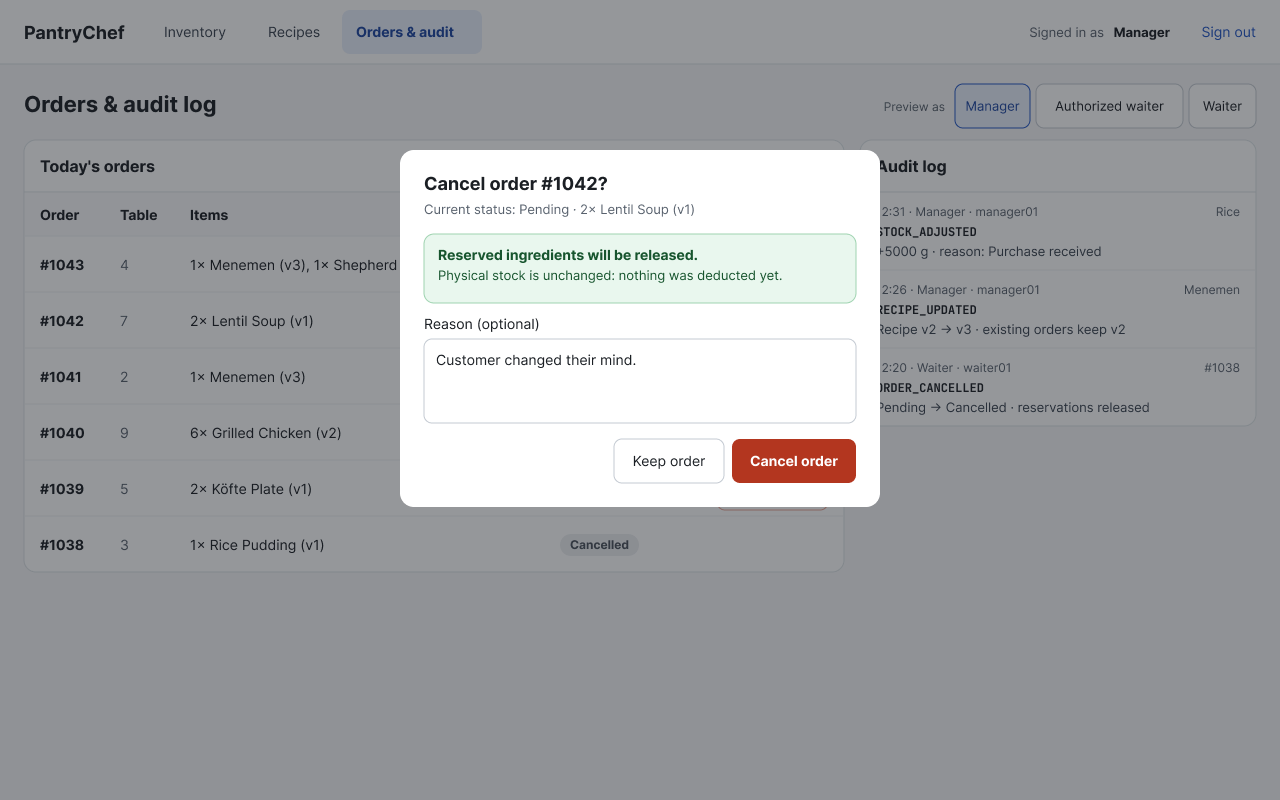 PantryChef Inventory Recipes Orders & audit Signed in as Manager Sign out
Orders & audit log Preview as Manager Authorized waiter Waiter
Today's orders
Order Table Items
#1043 4 1× Menemen (v3), 1× Shepherd
#1042 7 2× Lentil Soup (v1)
#1041 2 1× Menemen (v3)
#1040 9 6× Grilled Chicken (v2)
#1039 5 2× Köfte Plate (v1)
#1038 3 1× Rice Pudding (v1) Cancelled
Cancel order #1042?
Current status: Pending · 2× Lentil Soup (v1)
Reserved ingredients will be released.
Physical stock is unchanged: nothing was deducted yet.
Reason (optional)
Customer changed their mind.
Keep order Cancel order
Audit log
2:31 · Manager · manager01 Rice
STOCK_ADJUSTED
+5000 g · reason: Purchase received
2:26 · Manager · manager01 Menemen
RECIPE_UPDATED
Recipe v2 → v3 · existing orders keep v2
2:20 · Waiter · waiter01 #1038
ORDER_CANCELLED
Pending → Cancelled · reservations released